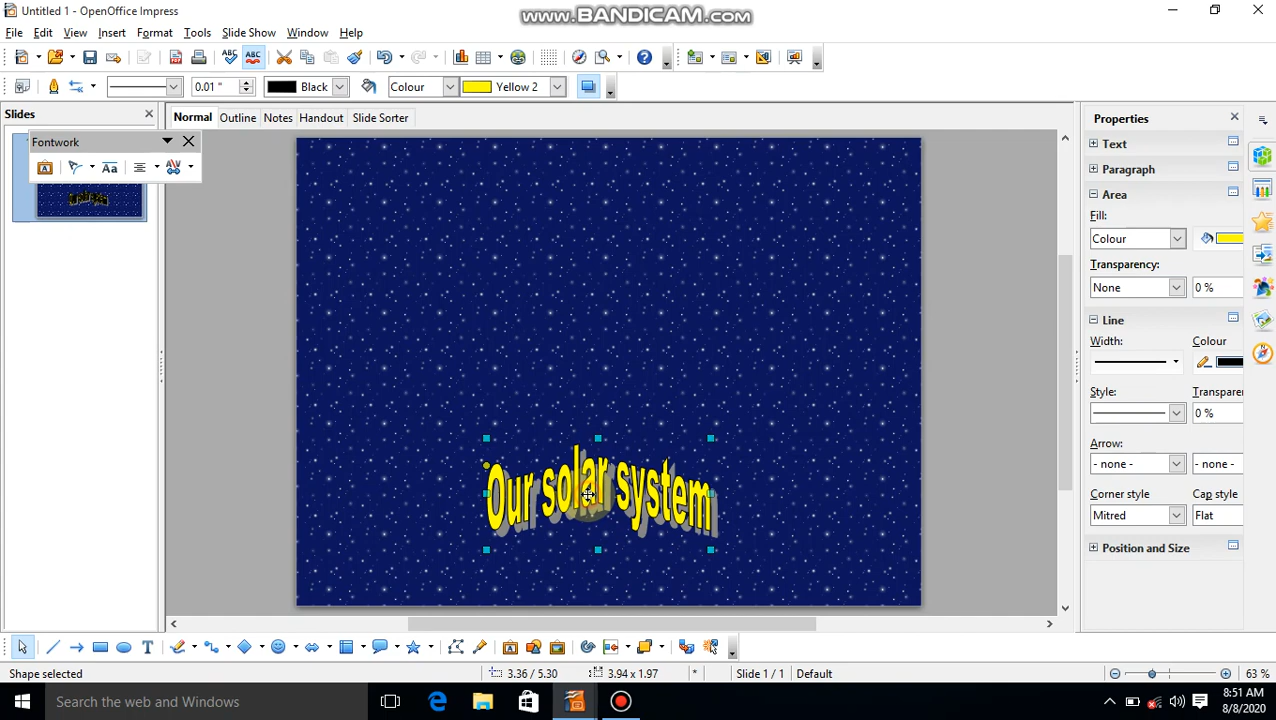 Untitled 1 - OpenOffice Impress
www.BANDICAM.com
File Edit View Insert Format Tools Slide Show Window Help
0.01 " Black Colour Yellow 2
Slides
Normal Outline Notes Handout Slide Sorter
Properties
Fontwork
Aa
Text
Paragraph
Area
Fill:
Colour
Transparency:
None 0 %
Line
Width: Colour
Style: Transparen
0 %
Arrow:
- none - - none -
Corner style Cap style
Mitred Flat
Position and Size
Our solar system
Shape selected 3.36 / 5.30 3.94 x 1.97 * Slide 1 / 1 Default 63 %
Search the web and Windows
8:51 AM
8/8/2020